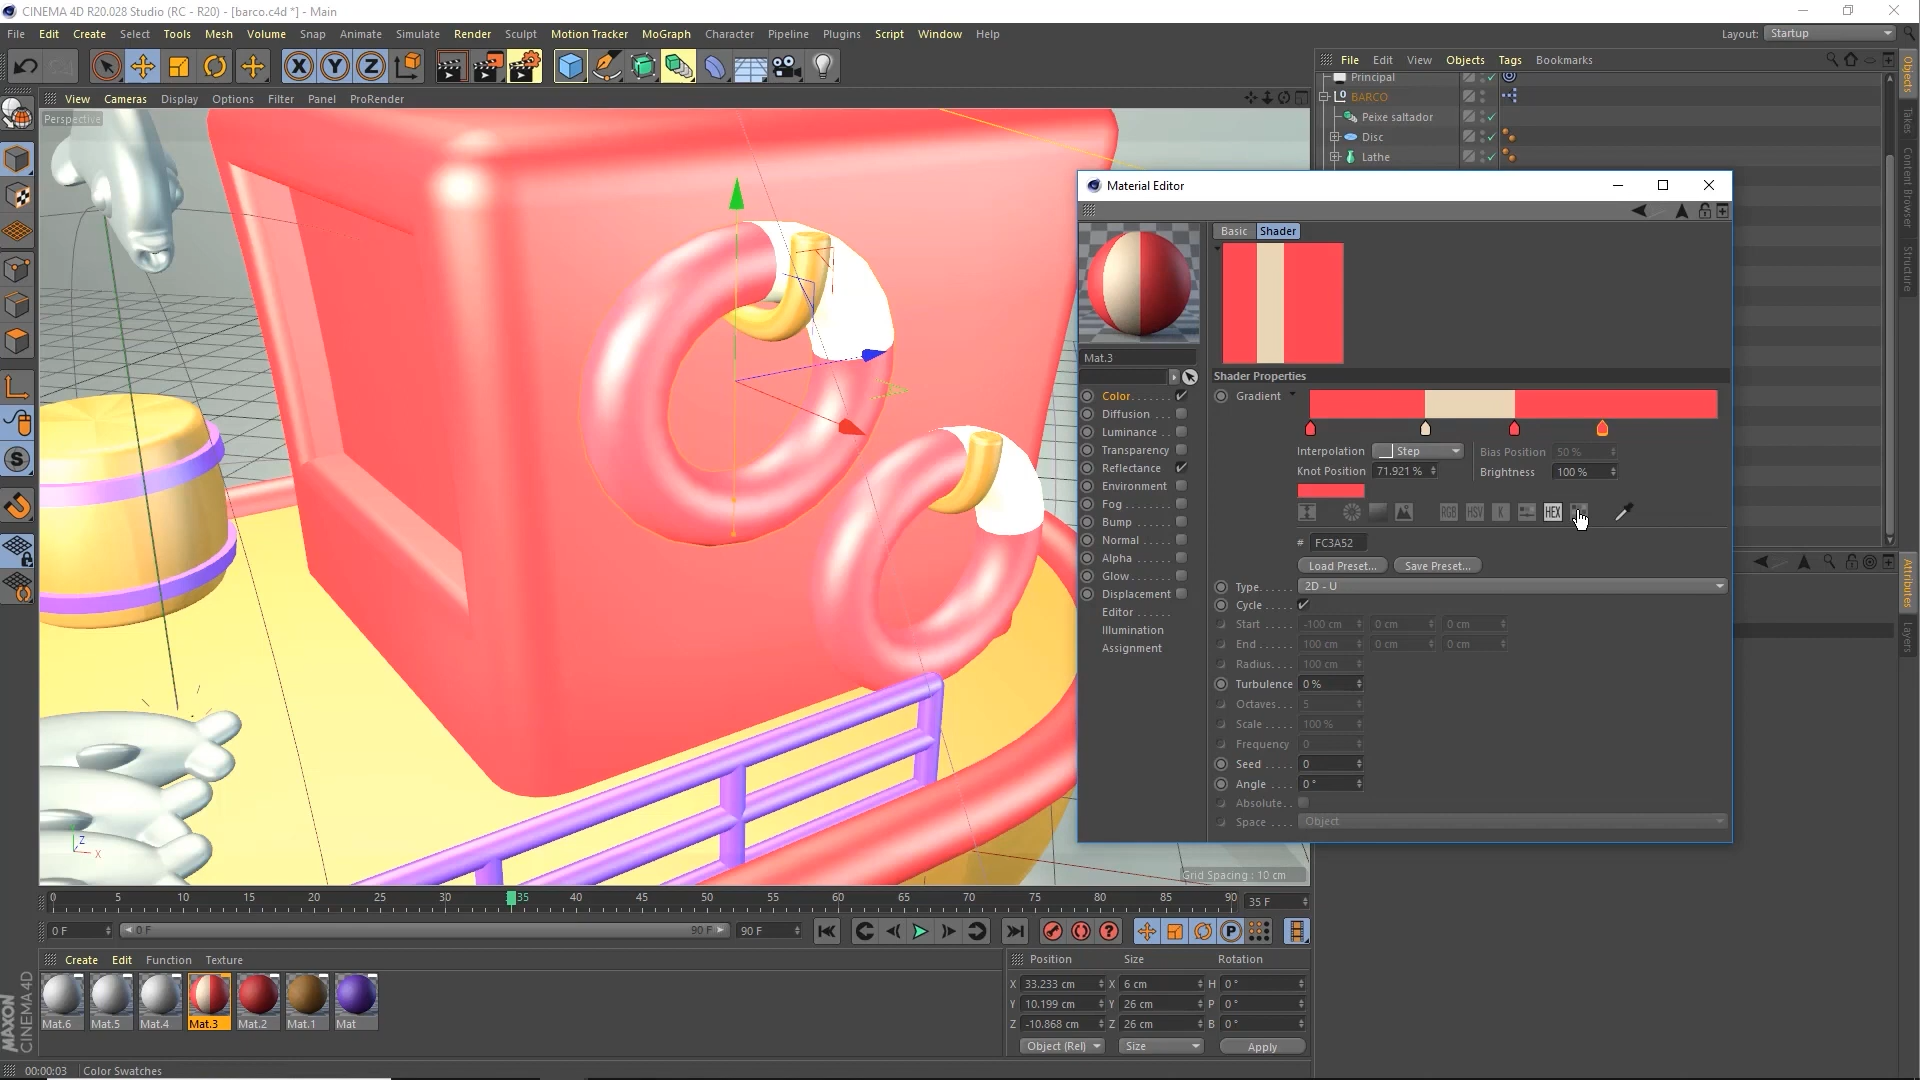 CINEMA 4D R20.028 Studio (RC - R20) - [barco.c4d *] - Main
File Edit Create Select Tools Mesh Volume Snap Animate Simulate Render Sculpt Motion Tracker MoGraph Character Pipeline Plugins Script Window Help
Layout: Startup
View Cameras Display Options Filter Panel ProRender
File Edit View Objects Tags Bookmarks
Perspective
Principal
BARCO
Peixe saltador
Disc
Lathe
Objects
Takes
Content Browser
Structure
Attributes
Layers
Material Editor
Basic Shader
Mat.3
Color
Diffusion
Luminance
Transparency
Reflectance
Environment
Fog
Bump
Normal
Alpha
Glow
Displacement
Editor
Illumination
Assignment
Shader Properties
Gradient
Interpolation Step Bias Position 50 %
Knot Position 71.921 % Brightness 100 %
RGB HSV K HEX
# FC3A52
Load Preset... Save Preset...
Type 2D - U
Cycle
Start -100 cm 0 cm 0 cm
End 100 cm 0 cm 0 cm
Radius 100 cm
Turbulence 0 %
Octaves 5
Scale 100 %
Frequency 0
Seed 0
Angle 0 °
Absolute
Space Object
Z
X
Grid Spacing : 10 cm
0 5 10 15 20 25 30 35 40 45 50 55 60 65 70 75 80 85 90 35 F
0 F 0 F 90 F 90 F
Create Edit Function Texture
Mat.6 Mat.5 Mat.4 Mat.3 Mat.2 Mat.1 Mat
Position Size Rotation
X 33.233 cm X 6 cm H 0 °
Y 10.199 cm Y 26 cm P 0 °
Z -10.868 cm Z 26 cm B 0 °
Object (Rel) Size Apply
MAXON
CINEMA 4D
00:00:03 Color Swatches